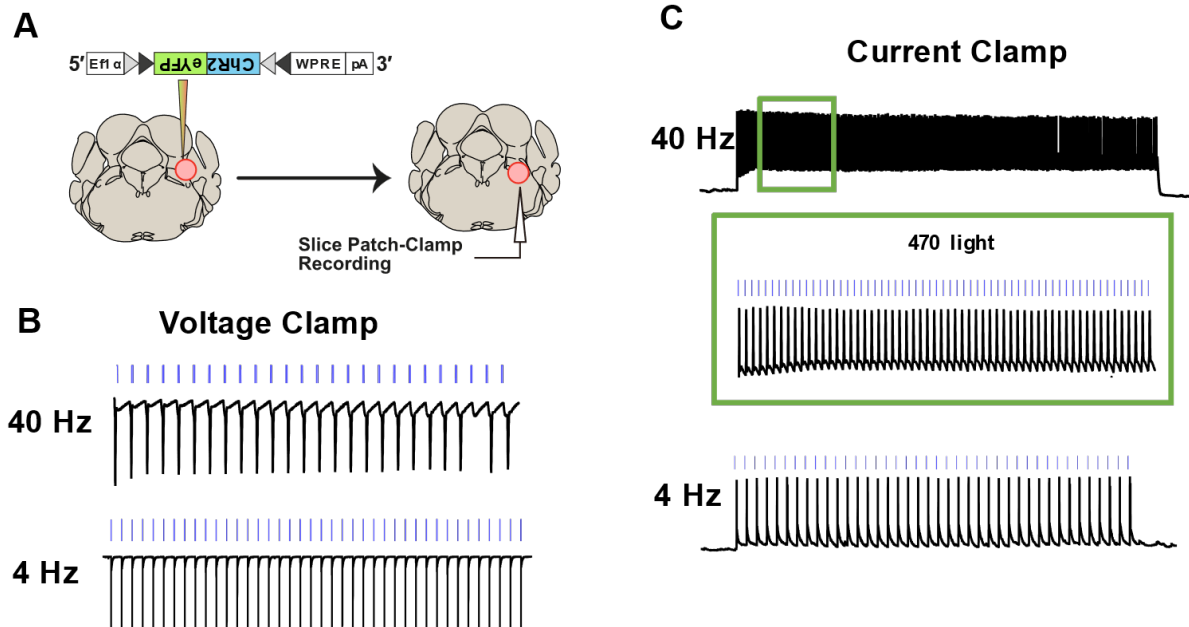 A
5′ Ef1 α eYFP ChR2 WPRE pA 3′
Slice Patch-Clamp
Recording
B
Voltage Clamp
40 Hz
4 Hz
C
Current Clamp
40 Hz
470 light
4 Hz